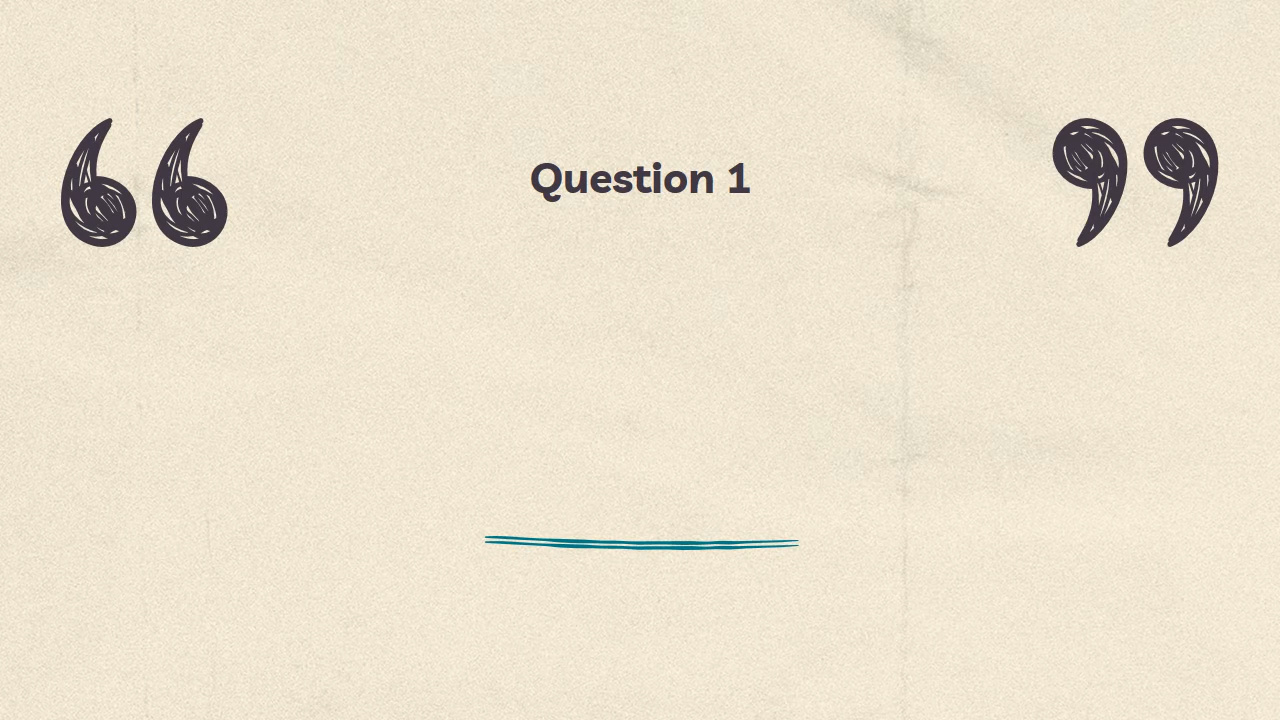 “ Question 1 ”